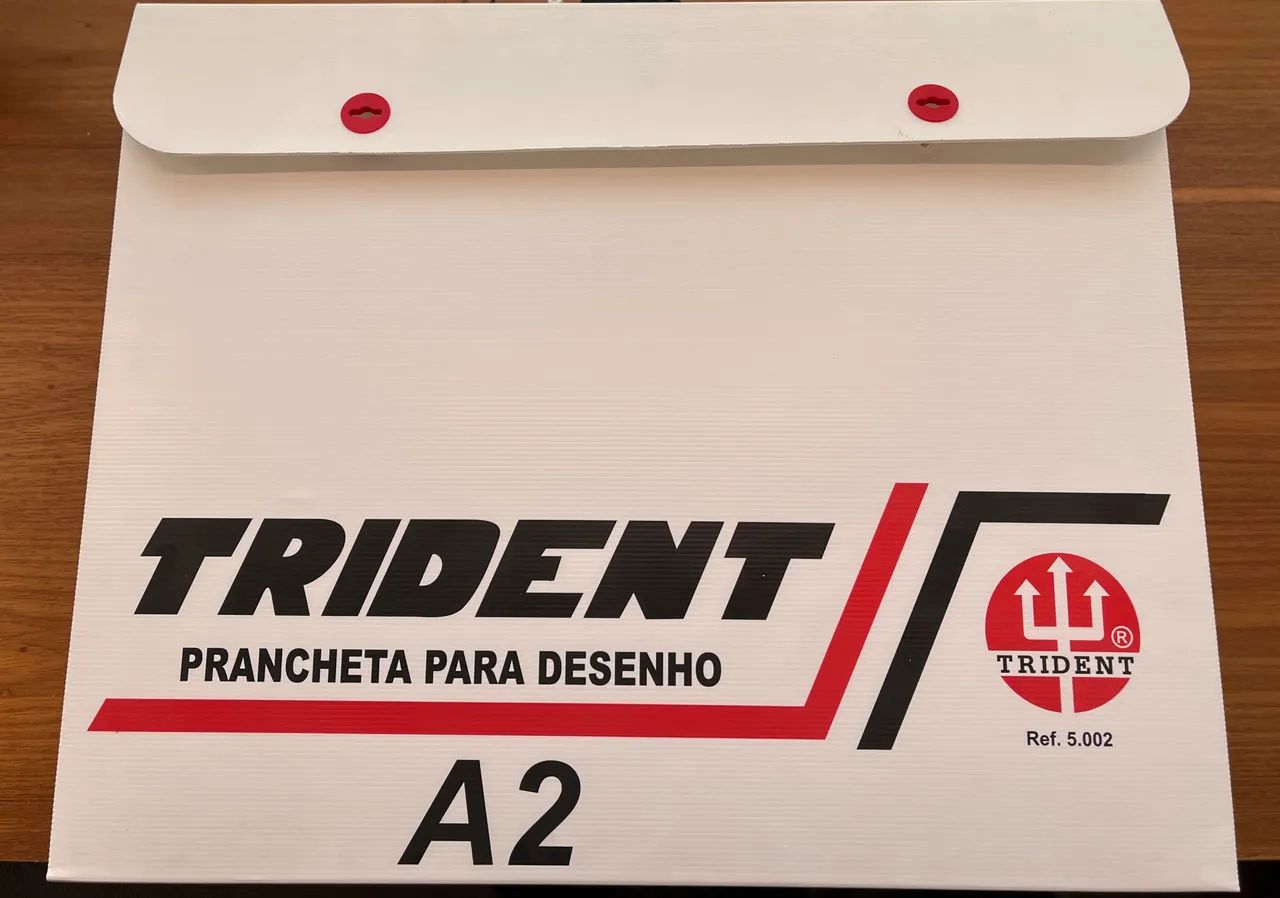 TRIDENT
PRANCHETA PARA DESENHO
A2
®
TRIDENT
Ref. 5.002